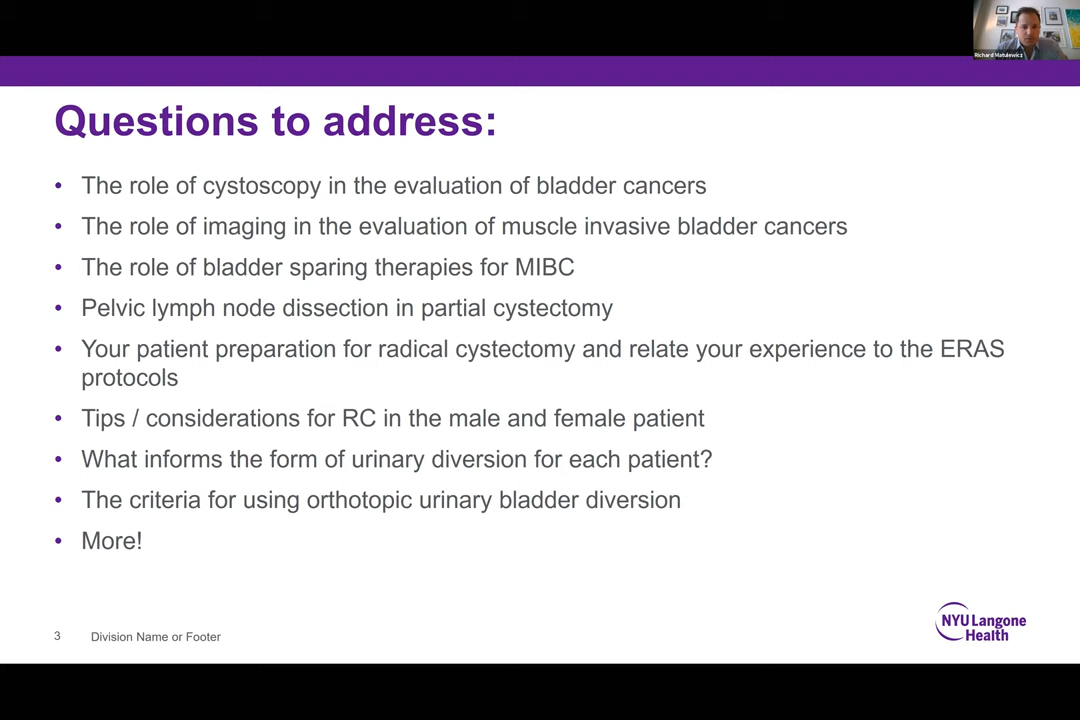 Richard Matulewicz
Questions to address:
• The role of cystoscopy in the evaluation of bladder cancers
• The role of imaging in the evaluation of muscle invasive bladder cancers
• The role of bladder sparing therapies for MIBC
• Pelvic lymph node dissection in partial cystectomy
• Your patient preparation for radical cystectomy and relate your experience to the ERAS
protocols
• Tips / considerations for RC in the male and female patient
• What informs the form of urinary diversion for each patient?
• The criteria for using orthotopic urinary bladder diversion
• More!
3 Division Name or Footer
NYU Langone
Health